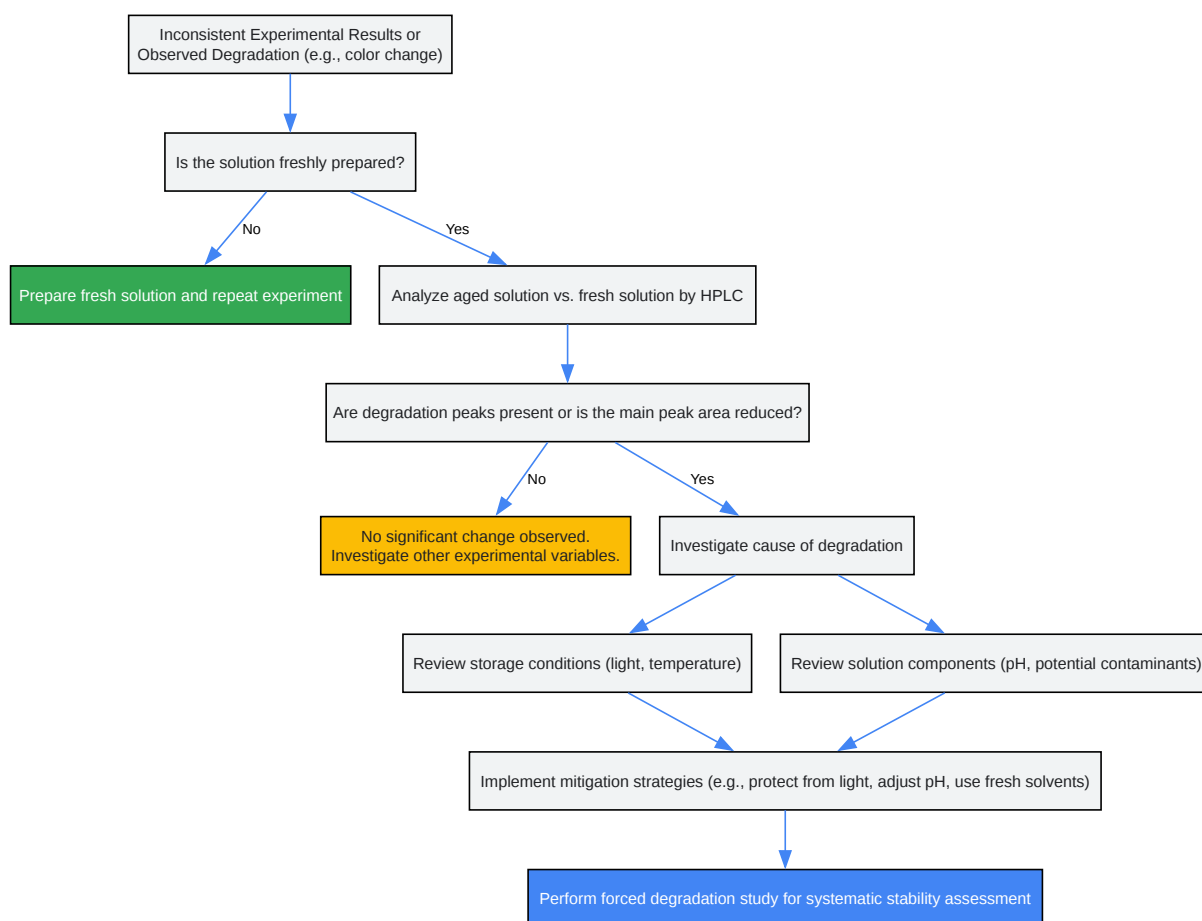 Inconsistent Experimental Results or
Observed Degradation (e.g., color change)
Is the solution freshly prepared?
No
Yes
Prepare fresh solution and repeat experiment
Analyze aged solution vs. fresh solution by HPLC
Are degradation peaks present or is the main peak area reduced?
No
Yes
No significant change observed.
Investigate other experimental variables.
Investigate cause of degradation
Review storage conditions (light, temperature)
Review solution components (pH, potential contaminants)
Implement mitigation strategies (e.g., protect from light, adjust pH, use fresh solvents)
Perform forced degradation study for systematic stability assessment